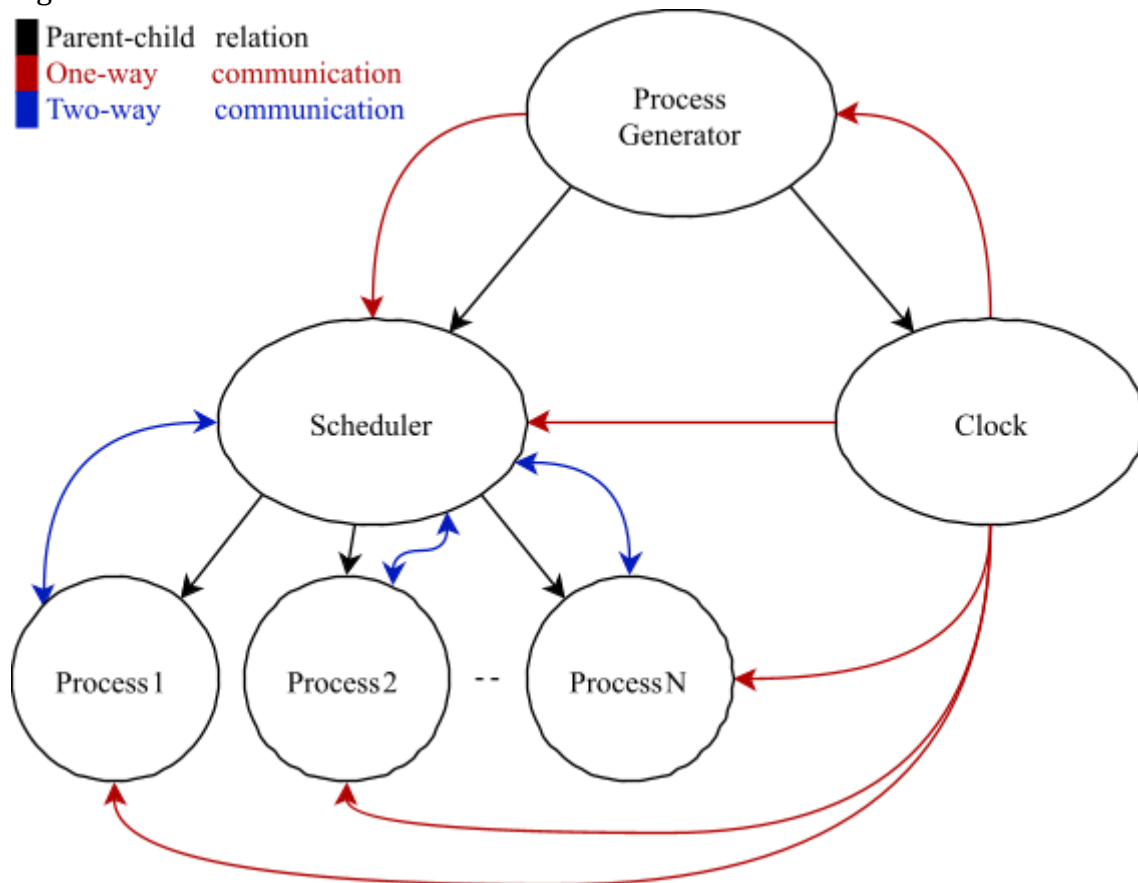 Parent-child relation
One-way communication
Two-way communication
Process
Generator
Scheduler
Clock
Process 1
Process 2
--
Process N